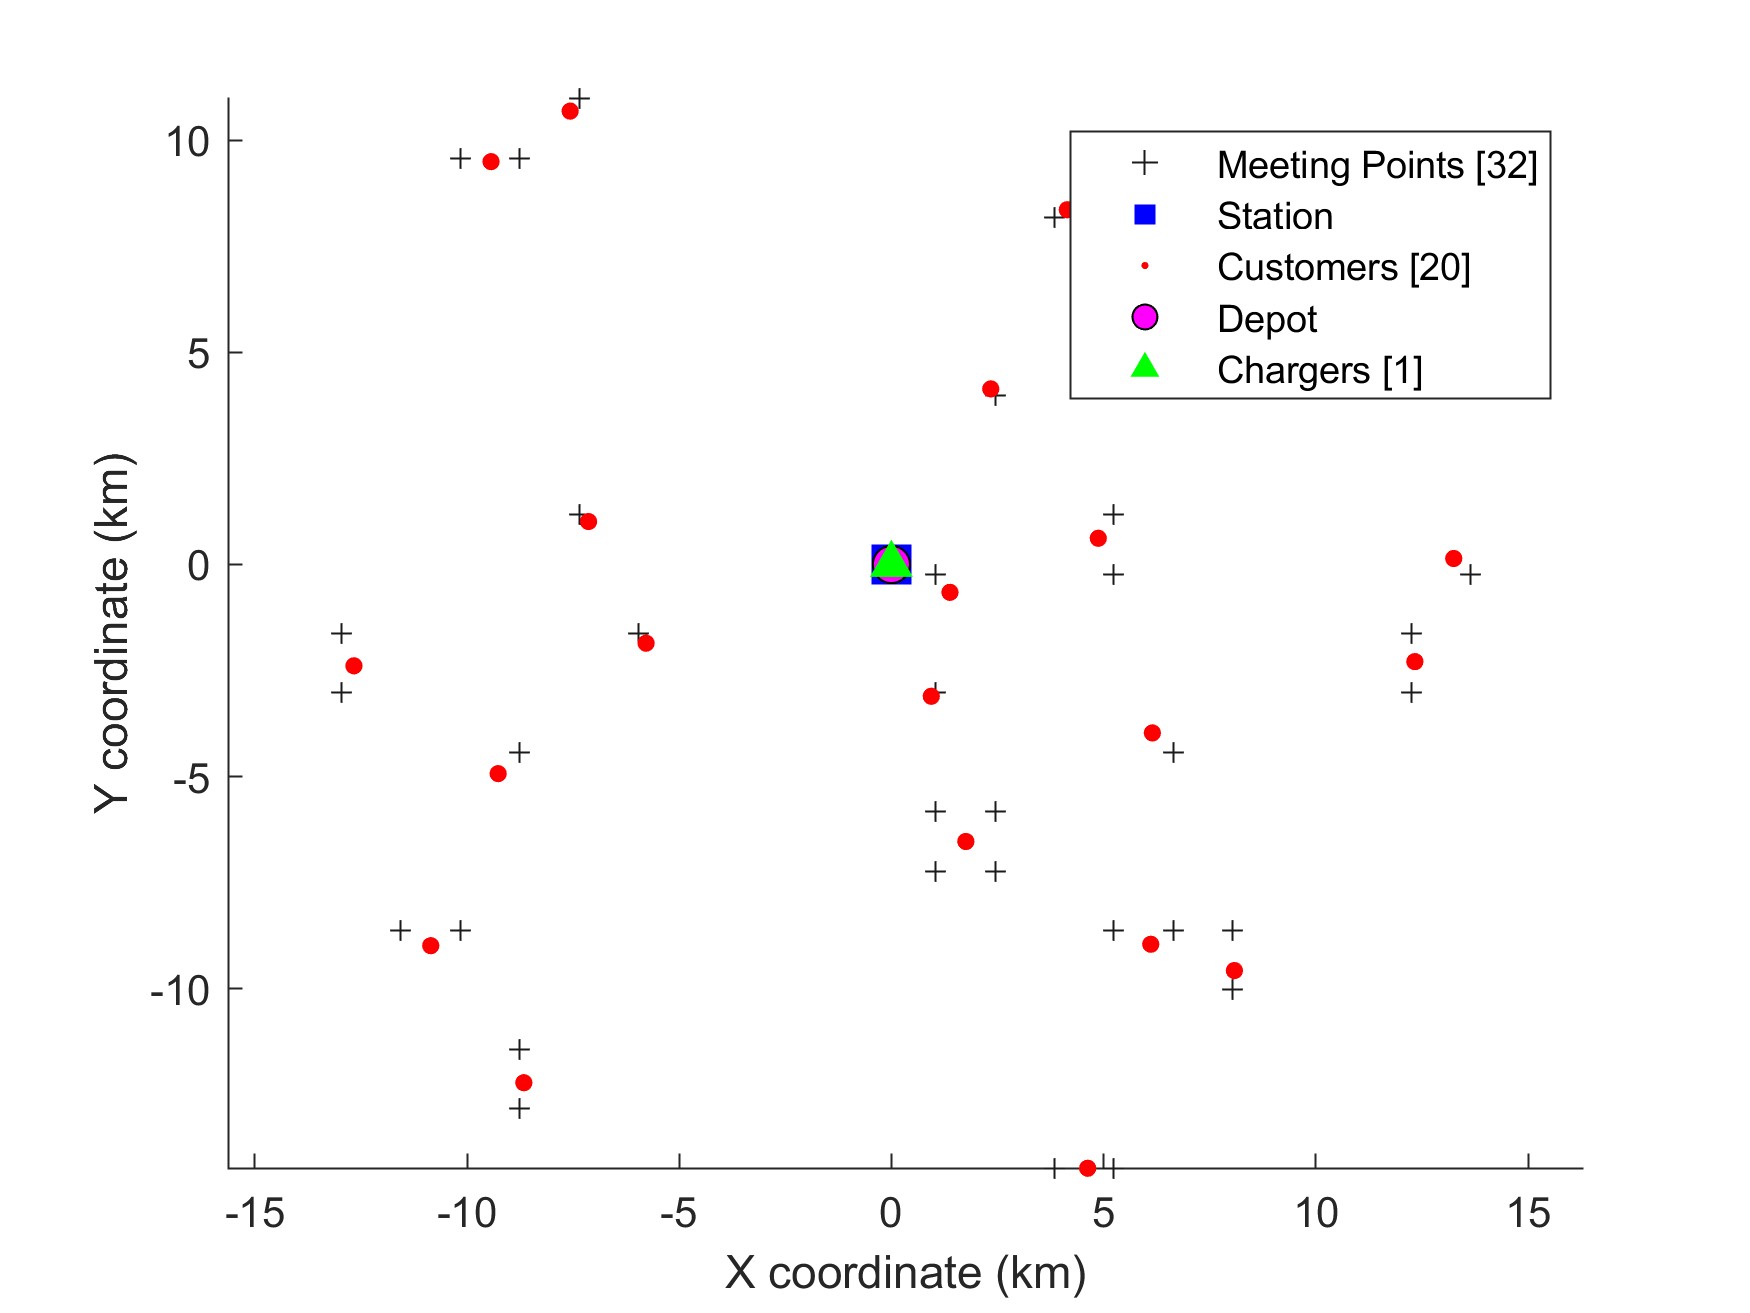 10
5
0
-5
-10
-15
-10
-5
0
5
10
15
X coordinate (km)
Y coordinate (km)
Meeting Points [32]
Station
Customers [20]
Depot
Chargers [1]